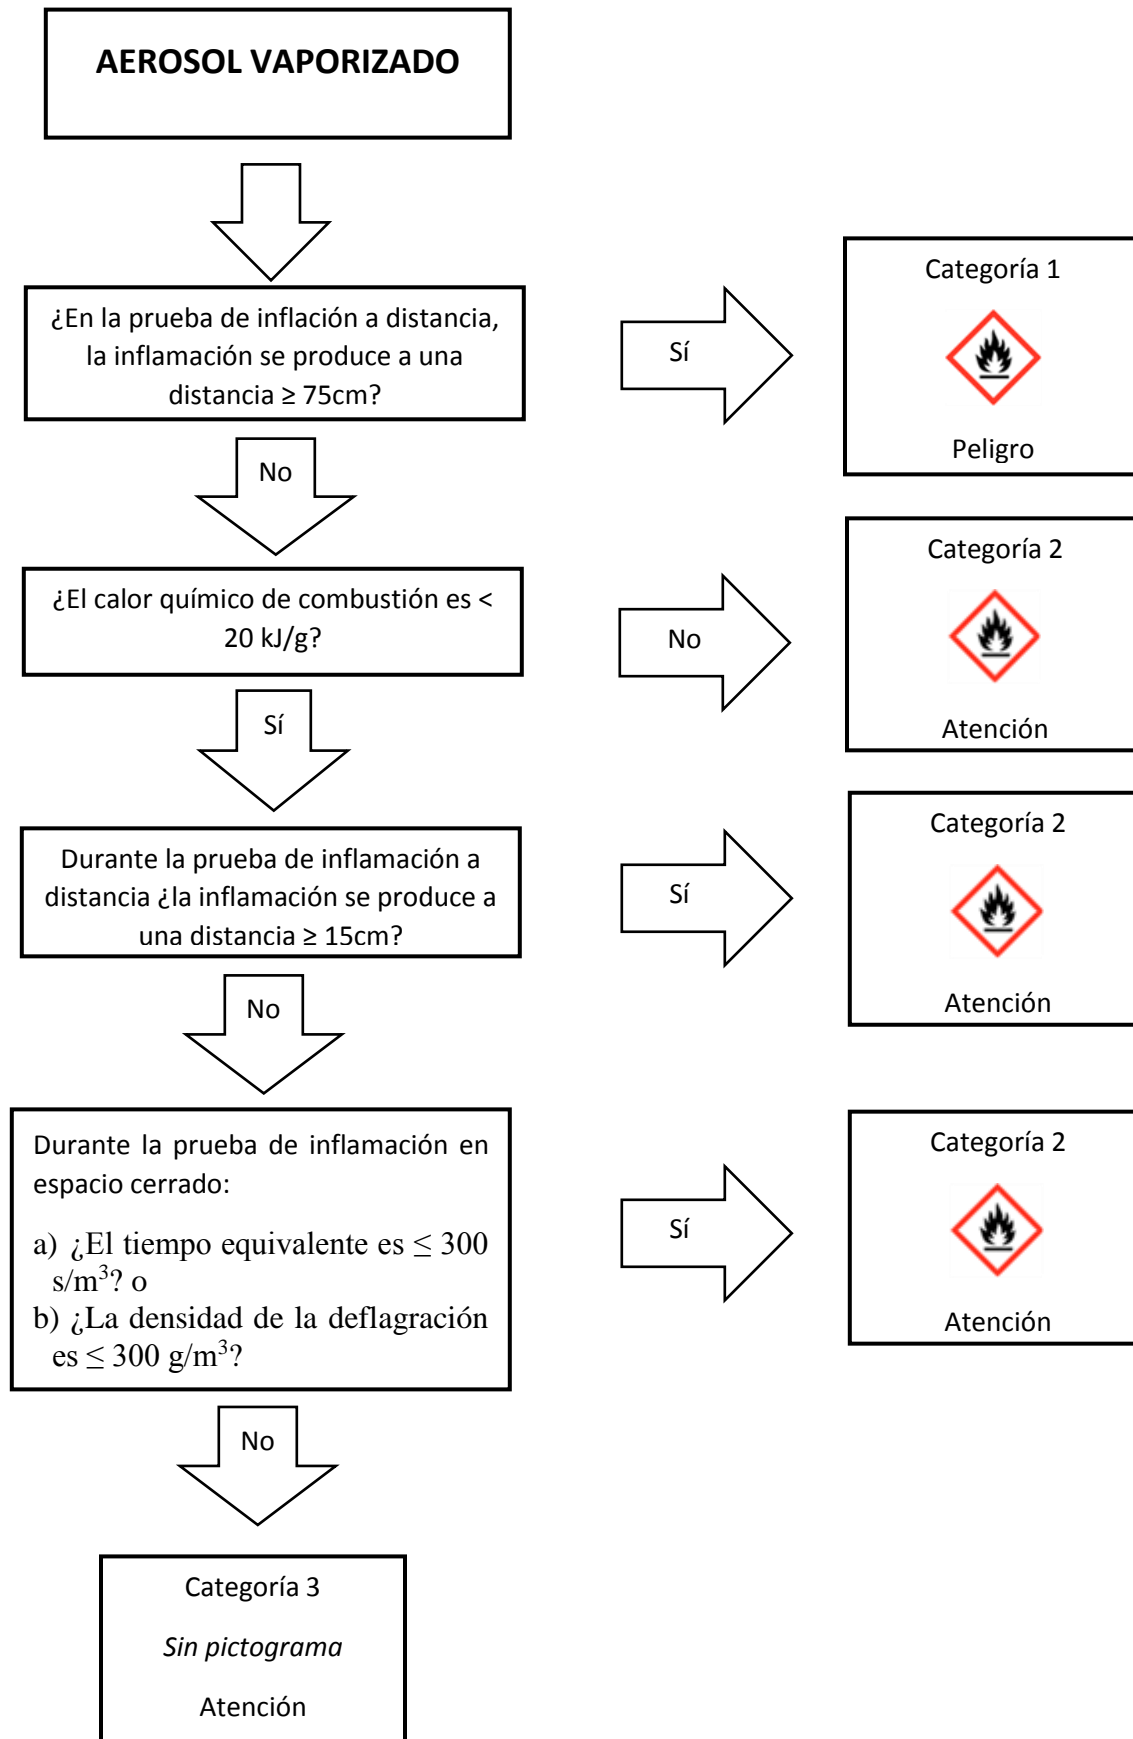 AEROSOL VAPORIZADO
¿En la prueba de inflación a distancia,
la inflamación se produce a una
distancia ≥ 75cm?
Sí
Categoría 1
Peligro
No
¿El calor químico de combustión es <
20 kJ/g?
No
Categoría 2
Atención
Sí
Durante la prueba de inflamación a
distancia ¿la inflamación se produce a
una distancia ≥ 15cm?
Sí
Categoría 2
Atención
No
Durante la prueba de inflamación en
espacio cerrado:
a) ¿El tiempo equivalente es ≤ 300
s/m³? o
b) ¿La densidad de la deflagración
es ≤ 300 g/m³?
Sí
Categoría 2
Atención
No
Categoría 3
Sin pictograma
Atención